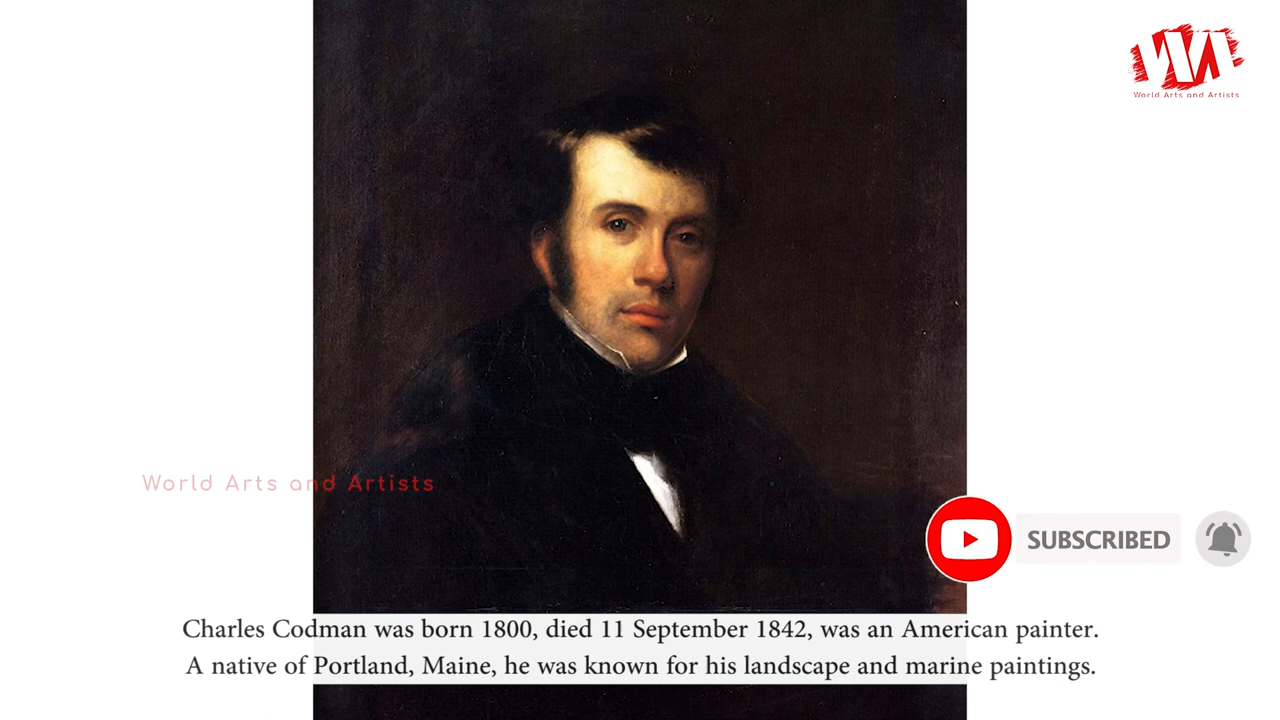 World Arts and Artists
World Arts and Artists
SUBSCRIBED
Charles Codman was born 1800, died 11 September 1842, was an American painter.
A native of Portland, Maine, he was known for his landscape and marine paintings.